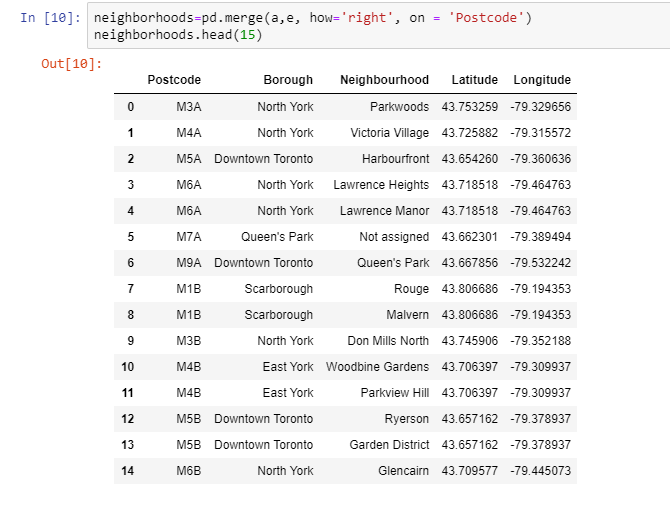 In [10]: neighborhoods=pd.merge(a,e, how='right', on = 'Postcode')
neighborhoods.head(15)
Out[10]:
Postcode Borough Neighbourhood Latitude Longitude
0 M3A North York Parkwoods 43.753259 -79.329656
1 M4A North York Victoria Village 43.725882 -79.315572
2 M5A Downtown Toronto Harbourfront 43.654260 -79.360636
3 M6A North York Lawrence Heights 43.718518 -79.464763
4 M6A North York Lawrence Manor 43.718518 -79.464763
5 M7A Queen's Park Not assigned 43.662301 -79.389494
6 M9A Downtown Toronto Queen's Park 43.667856 -79.532242
7 M1B Scarborough Rouge 43.806686 -79.194353
8 M1B Scarborough Malvern 43.806686 -79.194353
9 M3B North York Don Mills North 43.745906 -79.352188
10 M4B East York Woodbine Gardens 43.706397 -79.309937
11 M4B East York Parkview Hill 43.706397 -79.309937
12 M5B Downtown Toronto Ryerson 43.657162 -79.378937
13 M5B Downtown Toronto Garden District 43.657162 -79.378937
14 M6B North York Glencairn 43.709577 -79.445073